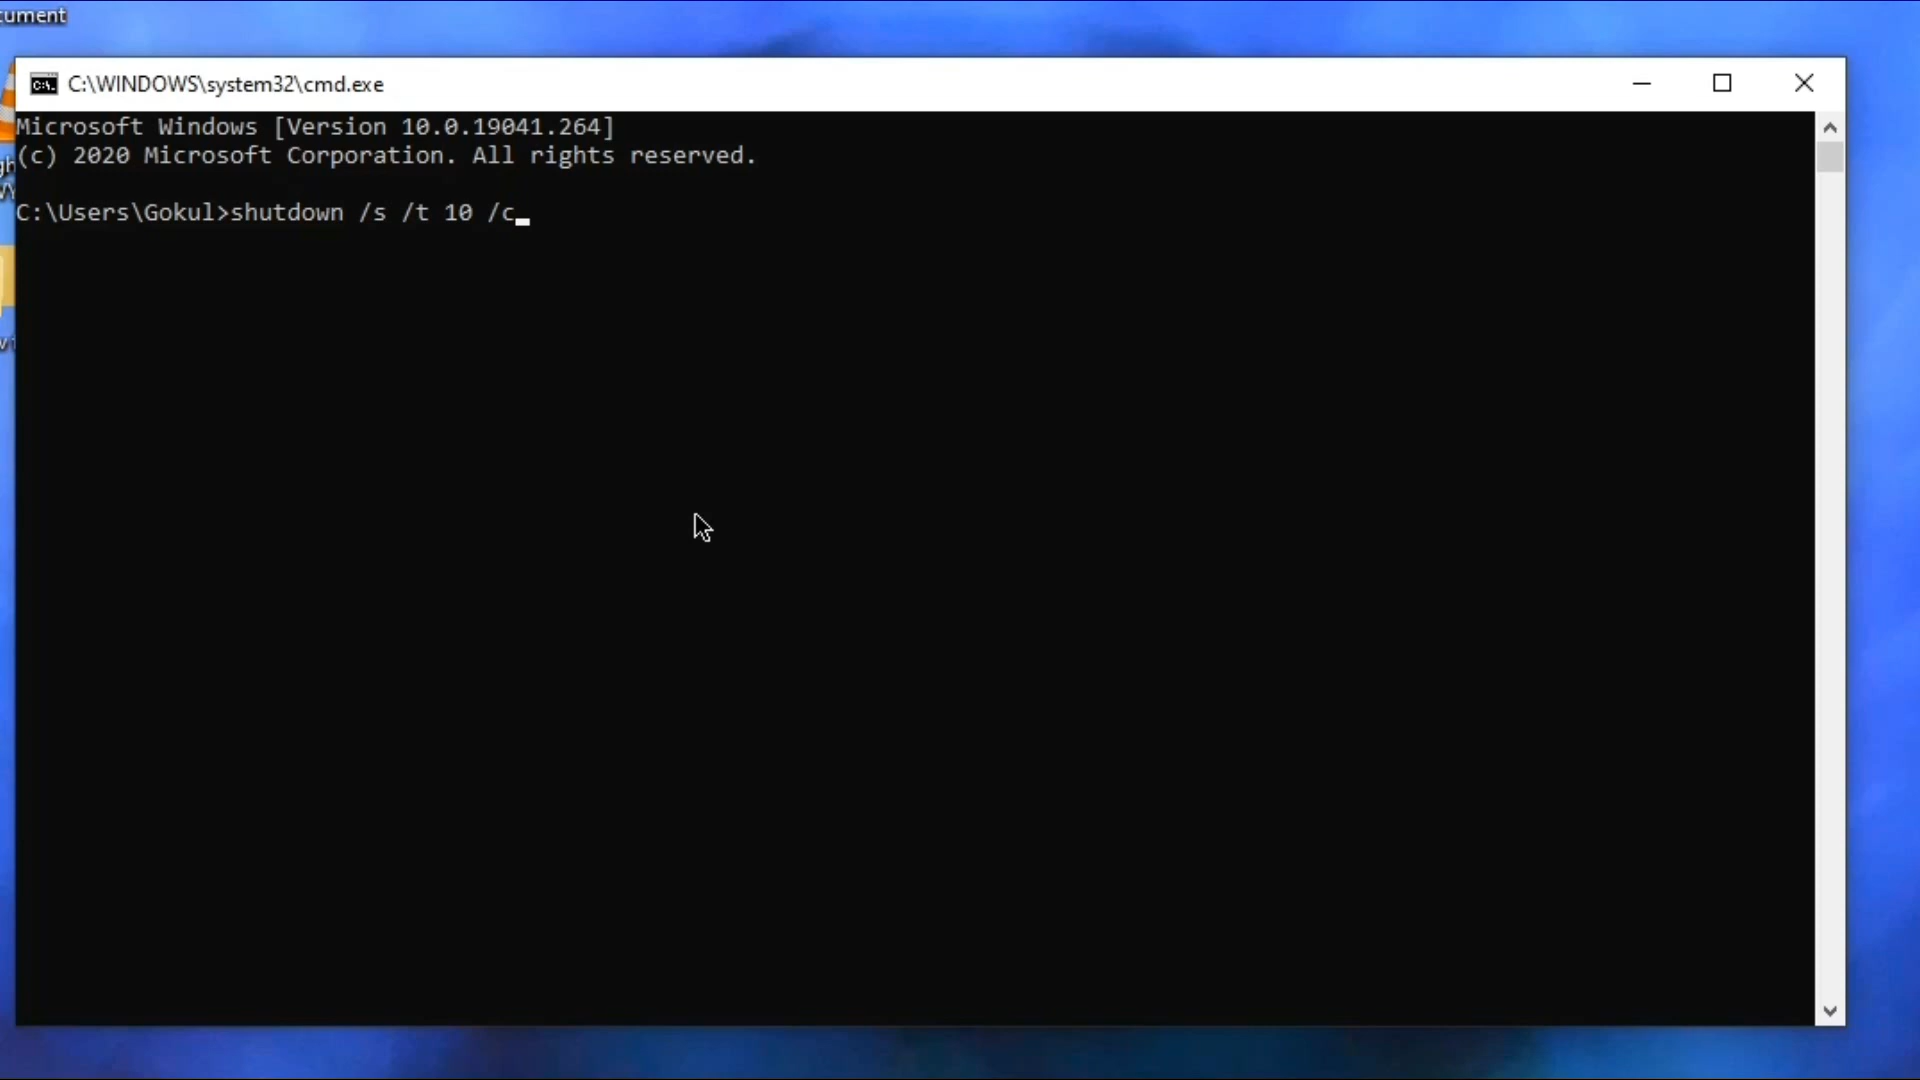 cument
C:\WINDOWS\system32\cmd.exe
Microsoft Windows [Version 10.0.19041.264]
(c) 2020 Microsoft Corporation. All rights reserved.
C:\Users\Gokul>shutdown /s /t 10 /c